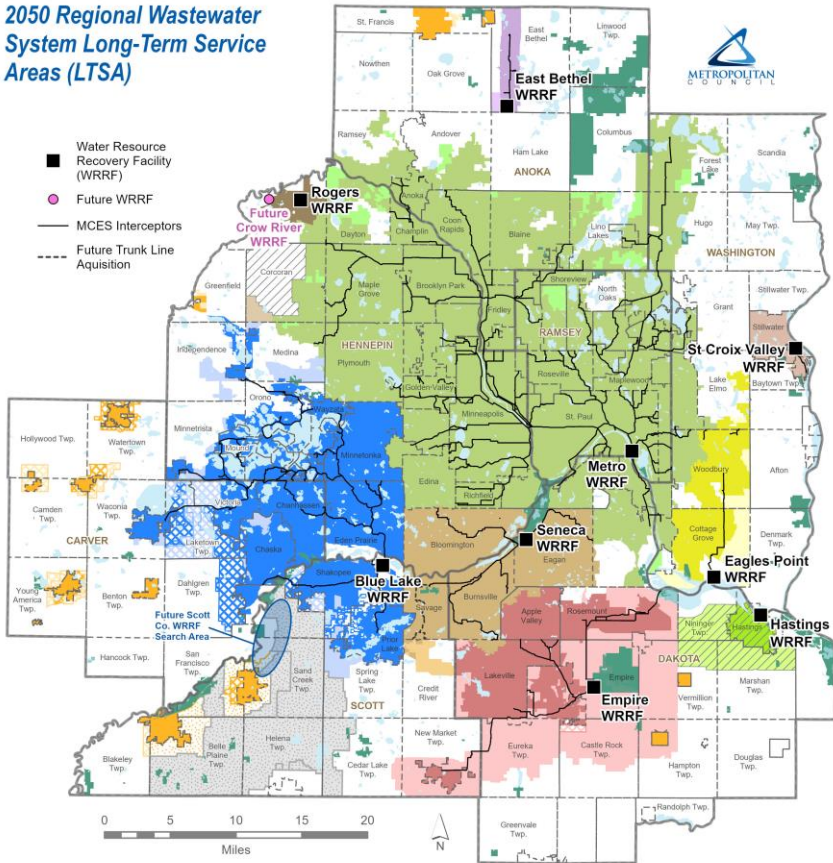 2050 Regional Wastewater
System Long-Term Service
Areas (LTSA)
Water Resource
Recovery Facility
(WRRF)
Future WRRF
MCES Interceptors
Future Trunk Line
Aquisition
METROPOLITAN
COUNCIL
St. Francis
East
Bethel
Linwood
Twp.
Nowthen
Oak Grove
East Bethel
WRRF
Ramsey
Andover
Ham Lake
Columbus
ANOKA
Forest
Lake
Scandia
Rogers
WRRF
Future
Crow River
WRRF
Dayton
Anoka
Champlin
Coon
Rapids
Blaine
Lino
Lakes
Hugo
May Twp.
WASHINGTON
Corcoran
Greenfield
Maple
Grove
Brooklyn Park
Fridley
Shoreview
North
Oaks
Grant
Stillwater Twp.
Stillwater
HENNEPIN
RAMSEY
Independence
Medina
Plymouth
Golden Valley
Roseville
Maplewood
St Croix Valley
WRRF
Lake
Elmo
Baytown Twp.
Orono
Wayzata
Minneapolis
St. Paul
Hollywood Twp.
Watertown
Twp.
Minnetrista
Mound
Minnetonka
Edina
Richfield
Metro
WRRF
Woodbury
Afton
Camden
Twp.
Waconia
Twp.
Victoria
Chanhassen
Laketown
Twp.
CARVER
Eden Prairie
Chaska
Bloomington
Seneca
WRRF
Eagan
Cottage
Grove
Denmark
Twp.
Young
America
Twp.
Benton
Twp.
Dahlgren
Twp.
Shakopee
Blue Lake
WRRF
Savage
Burnsville
Eagles Point
WRRF
Future Scott
Co. WRRF
Search Area
Prior
Lake
Apple
Valley
Rosemount
Nininger
Twp.
Hastings
Hastings
WRRF
Hancock Twp.
San
Francisco
Twp.
Sand
Creek
Twp.
Spring
Lake
Twp.
Credit
River
Lakeville
Empire
DAKOTA
Marshan
Twp.
SCOTT
Empire
WRRF
Vermillion
Twp.
Blakeley
Twp.
Belle
Plaine
Twp.
Helena
Twp.
Cedar Lake
Twp.
New Market
Twp.
Eureka
Twp.
Castle Rock
Twp.
Hampton
Twp.
Douglas
Twp.
Randolph Twp.
Greenvale
Twp.
0 5 10 15 20
Miles
N